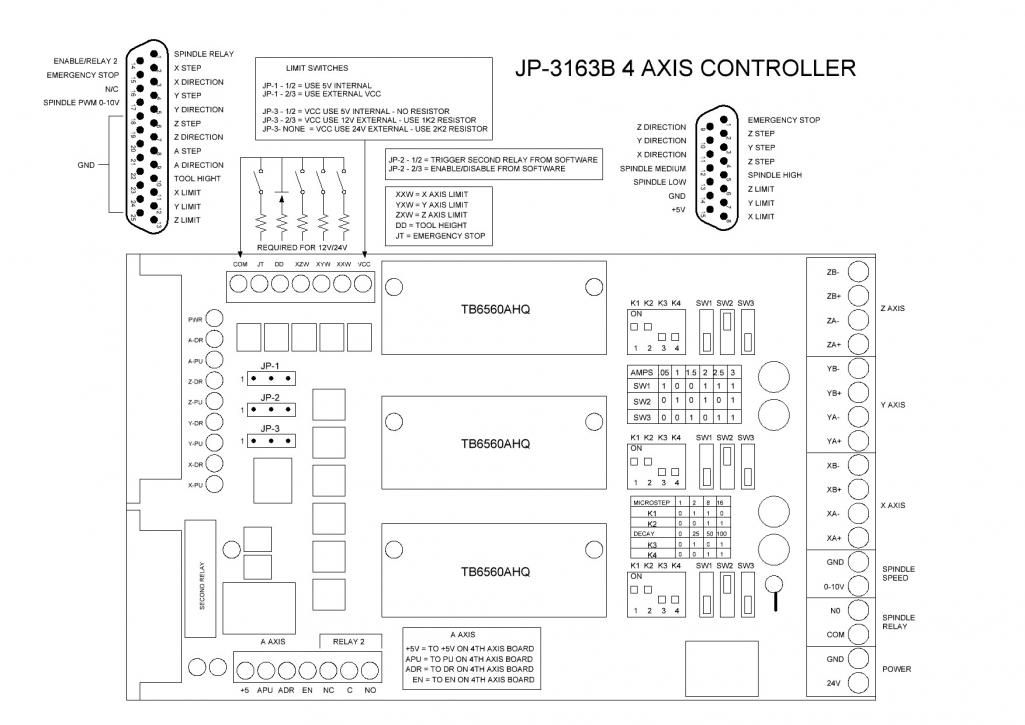 JP-3163B 4 AXIS CONTROLLER
ENABLE/RELAY 2
EMERGENCY STOP
N/C
SPINDLE PWM 0-10V
GND
SPINDLE RELAY
X STEP
X DIRECTION
Y STEP
Y DIRECTION
Z STEP
Z DIRECTION
A STEP
A DIRECTION
TOOL HIGHT
X LIMIT
Y LIMIT
Z LIMIT
LIMIT SWITCHES
JP-1 - 1/2 = USE 5V INTERNAL
JP-1 - 2/3 = USE EXTERNAL VCC
JP-3 - 1/2 = VCC USE 5V INTERNAL - NO RESISTOR
JP-3 - 2/3 = VCC USE 12V EXTERNAL - USE 1K2 RESISTOR
JP-3- NONE = VCC USE 24V EXTERNAL - USE 2K2 RESISTOR
JP-2 - 1/2 = TRIGGER SECOND RELAY FROM SOFTWARE
JP-2 - 2/3 = ENABLE/DISABLE FROM SOFTWARE
XXW = X AXIS LIMIT
YXW = Y AXIS LIMIT
ZXW = Z AXIS LIMIT
DD = TOOL HEIGHT
JT = EMERGENCY STOP
Z DIRECTION
Y DIRECTION
X DIRECTION
SPINDLE MEDIUM
SPINDLE LOW
GND
+5V
EMERGENCY STOP
Z STEP
Y STEP
Z STEP
SPINDLE HIGH
Z LIMIT
Y LIMIT
X LIMIT
REQUIRED FOR 12V/24V
COM JT DD XZW XYW XXW VCC
PWR
A-DR
A-PU
Z-DR
Z-PU
Y-DR
Y-PU
X-DR
X-PU
JP-1
1
JP-2
1
JP-3
1
TB6560AHQ
TB6560AHQ
TB6560AHQ
K1 K2 K3 K4 SW1 SW2 SW3
ON
1 2 3 4
AMPS .05 1 1.5 2 2.5 3
SW1 1 0 0 1 1 1
SW2 0 0 1 0 1 1
SW3 0 1 0 1 0 1
K1 K2 K3 K4 SW1 SW2 SW3
ON
1 2 3 4
MICROSTEP 1 2 8 16
K1 0 1 1 0
K2 0 0 1 1
DECAY 0 25 50 100
K3 0 1 0 1
K4 0 0 1 1
K1 K2 K3 K4 SW1 SW2 SW3
ON
1 2 3 4
ZB-
ZB+
ZA-
ZA+
Z AXIS
YB-
YB+
YA-
YA+
Y AXIS
XB-
XB+
XA-
XA+
X AXIS
GND
0-10V
SPINDLE
SPEED
N0
COM
SPINDLE
RELAY
GND
24V
POWER
SECOND RELAY
A AXIS
RELAY 2
+5 APU ADR EN NC C NO
A AXIS
+5V = TO +5V ON 4TH AXIS BOARD
APU = TO PU ON 4TH AXIS BOARD
ADR = TO DR ON 4TH AXIS BOARD
EN = TO EN ON 4TH AXIS BOARD